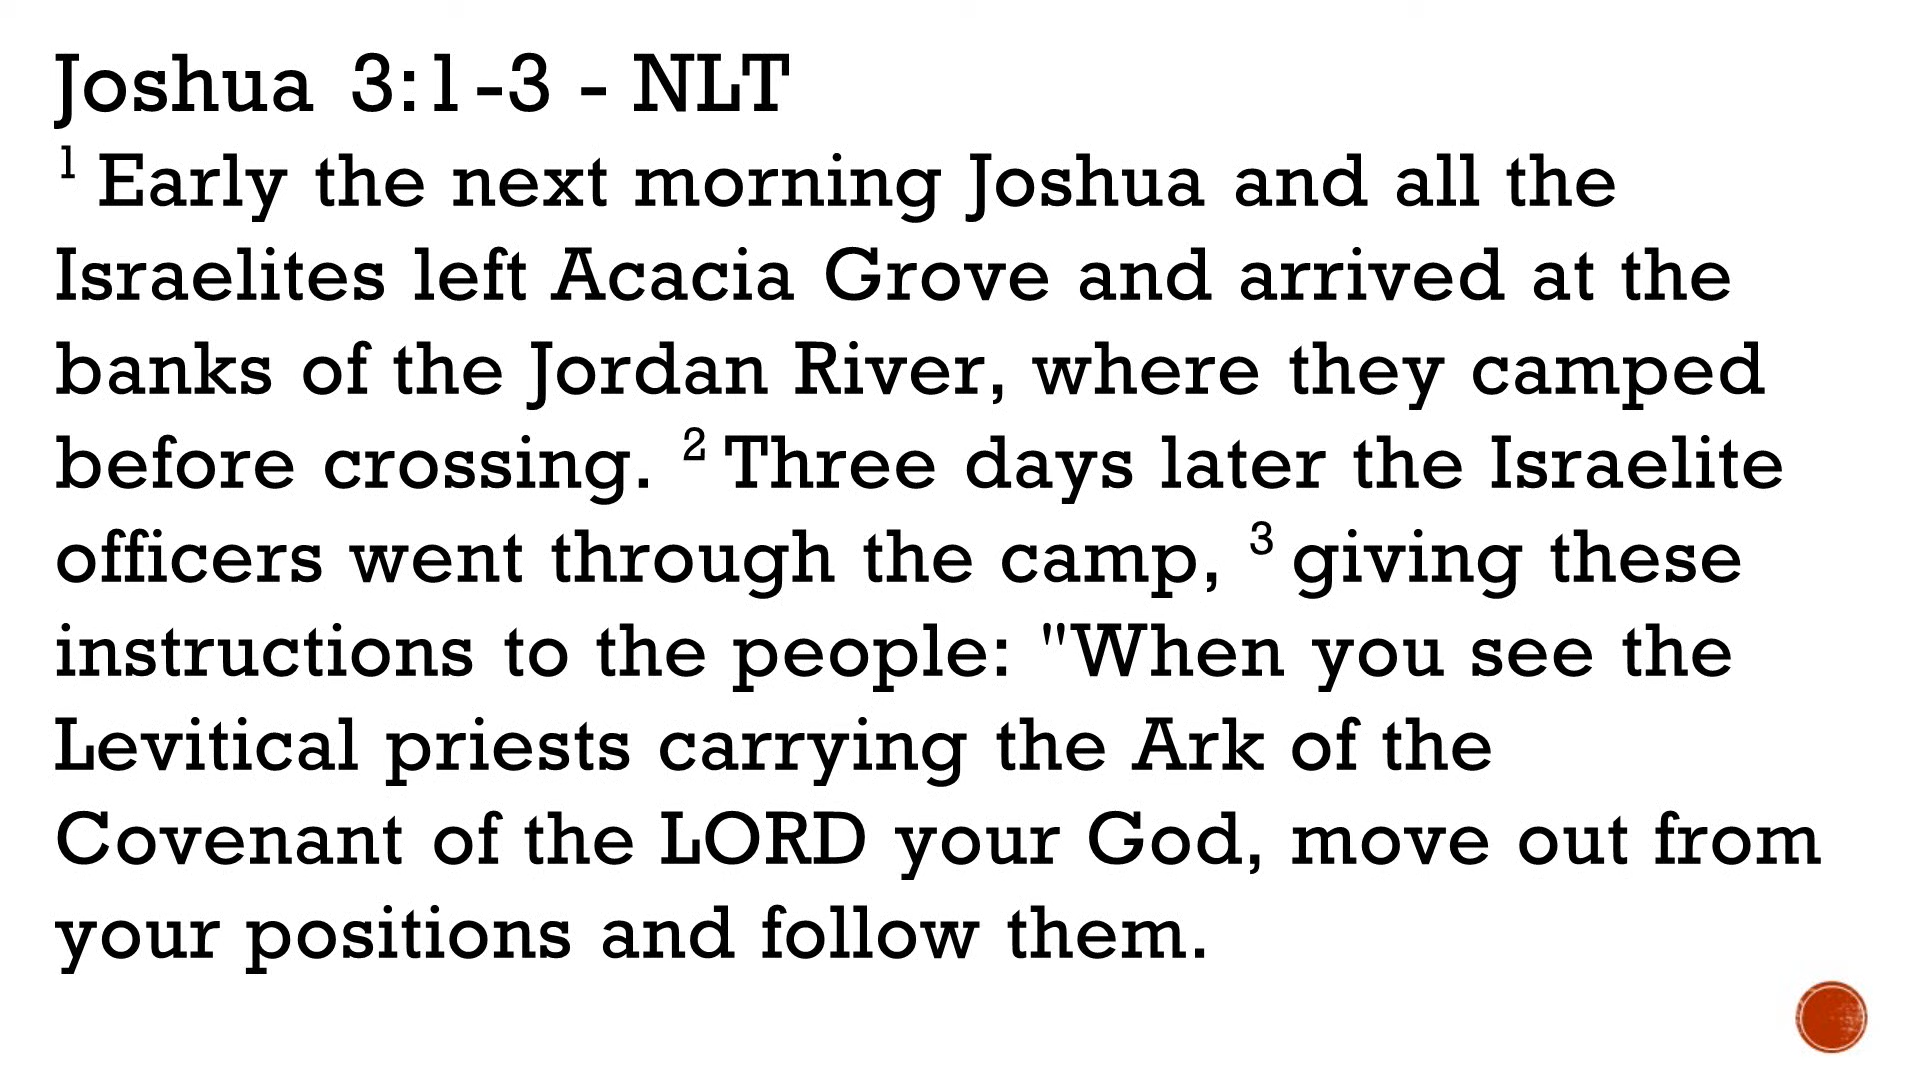 Joshua 3:1-3 - NLT
1 Early the next morning Joshua and all the
Israelites left Acacia Grove and arrived at the
banks of the Jordan River, where they camped
before crossing. 2 Three days later the Israelite
officers went through the camp, 3 giving these
instructions to the people: "When you see the
Levitical priests carrying the Ark of the
Covenant of the LORD your God, move out from
your positions and follow them.